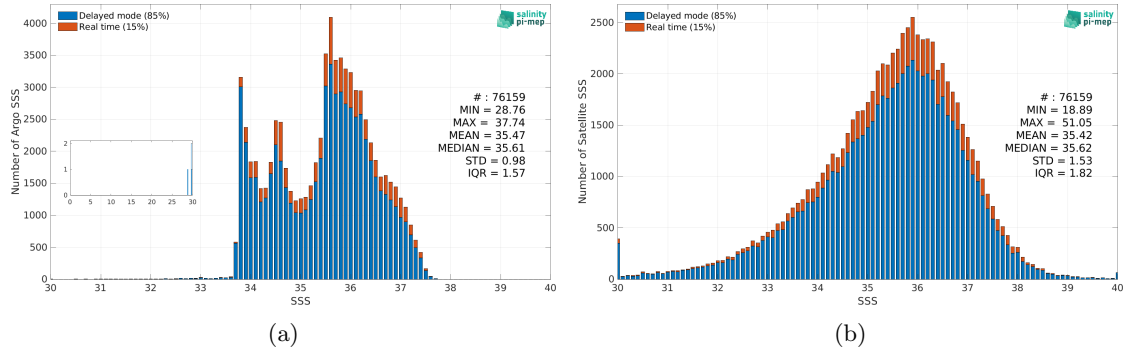 Delayed mode (85%)
Real time (15%)
salinity
pi-mep
Number of Argo SSS
4000
3500
3000
2500
2000
1500
1000
500
0
# : 76159
MIN = 28.76
MAX = 37.74
MEAN = 35.47
MEDIAN = 35.61
STD = 0.98
IQR = 1.57
2
1
0
0 5 10 15 20 25 30
30 31 32 33 34 35 36 37 38 39 40
SSS
(a)
Delayed mode (85%)
Real time (15%)
salinity
pi-mep
Number of Satellite SSS
2500
2000
1500
1000
500
0
# : 76159
MIN = 18.89
MAX = 51.05
MEAN = 35.42
MEDIAN = 35.62
STD = 1.53
IQR = 1.82
30 31 32 33 34 35 36 37 38 39 40
SSS
(b)